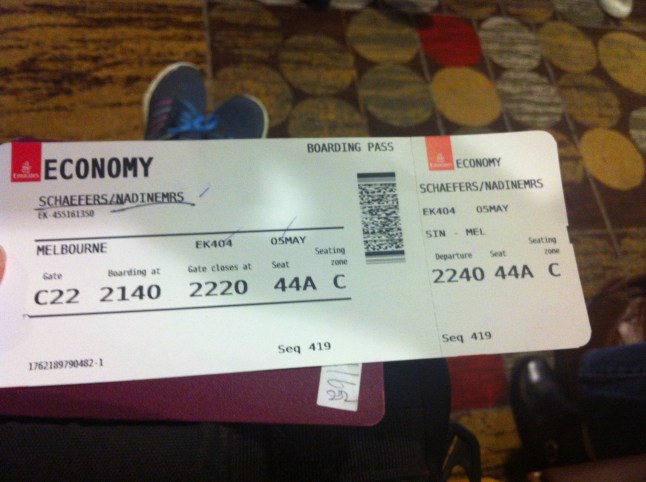 Emirates
ECONOMY
BOARDING PASS
SCHAEFERS/NADINEMRS
EK-455161350
MELBOURNE EK404 05MAY
Gate Boarding at Gate closes at Seat Seating zone
C22 2140 2220 44A C
Seq 419
1762189790482-1
Emirates
ECONOMY
SCHAEFERS/NADINEMRS
EK404 05MAY
SIN - MEL
Departure Seat Seating zone
2240 44A C
Seq 419